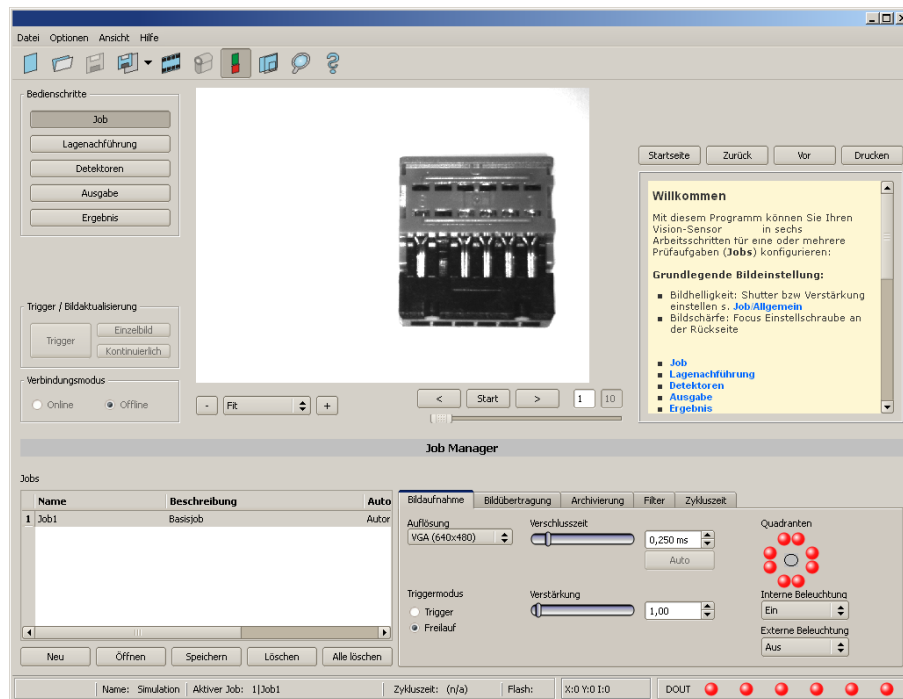 Datei Optionen Ansicht Hilfe
Bedienschritte
Job
Lagenachführung
Detektoren
Ausgabe
Ergebnis
Trigger / Bildaktualisierung
Trigger
Einzelbild
Kontinuierlich
Verbindungsmodus
Online Offline
- Fit +
< Start > 1 10
Startseite Zurück Vor Drucken
Willkommen
Mit diesem Programm können Sie Ihren
Vision-Sensor in sechs
Arbeitsschritten für eine oder mehrere
Prüfaufgaben (Jobs) konfigurieren:
Grundlegende Bildeinstellung:
Bildhelligkeit: Shutter bzw Verstärkung
einstellen s. Job/Allgemein
Bildschärfe: Focus Einstellschraube an
der Rückseite
Job
Lagenachführung
Detektoren
Ausgabe
Ergebnis
Job Manager
Jobs
Name Beschreibung Auto
1 Job1 Basisjob Autor
Neu Öffnen Speichern Löschen Alle löschen
Bildaufnahme Bildübertragung Archivierung Filter Zykluszeit
Auflösung
VGA (640x480)
Verschlusszeit
0,250 ms
Auto
Quadranten
Triggermodus
Trigger
Freilauf
Verstärkung
1,00
Interne Beleuchtung
Ein
Externe Beleuchtung
Aus
Name: Simulation Aktiver Job: 1|Job1 Zykluszeit: (n/a) Flash: X:0 Y:0 I:0 DOUT